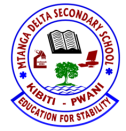 MTANGA DELTA SECONDARY SCHOOL
KIBITI - PWANI
EDUCATION FOR STABILITY